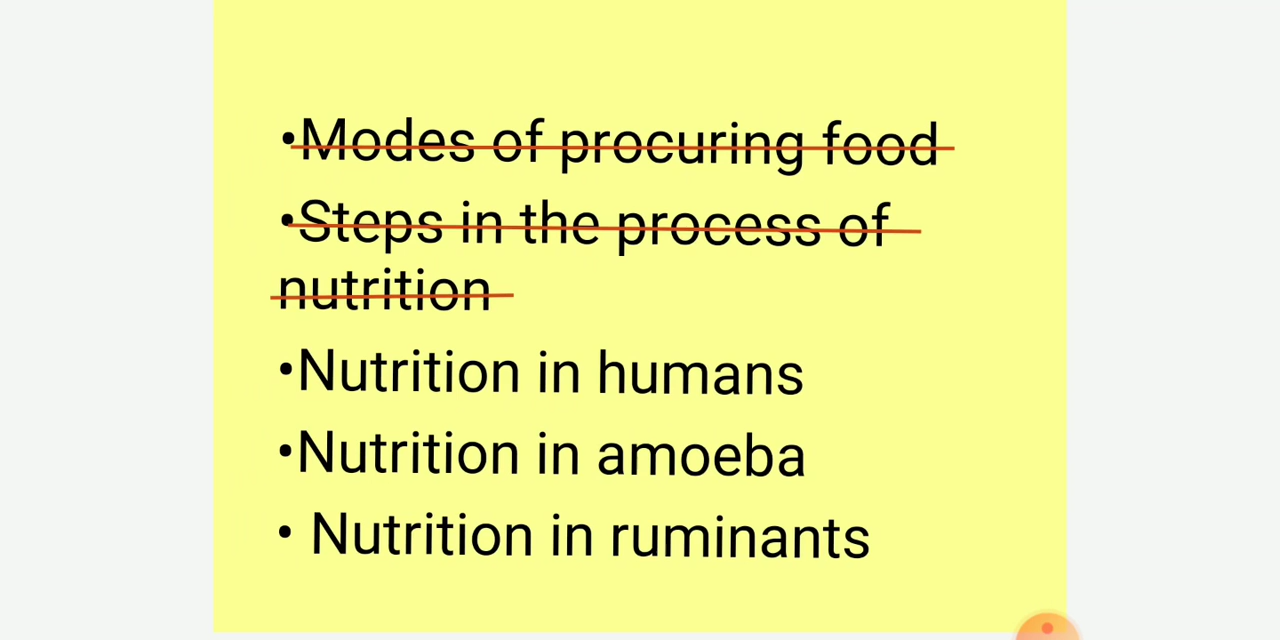 •Modes of procuring food
•Steps in the process of
nutrition
•Nutrition in humans
•Nutrition in amoeba
• Nutrition in ruminants